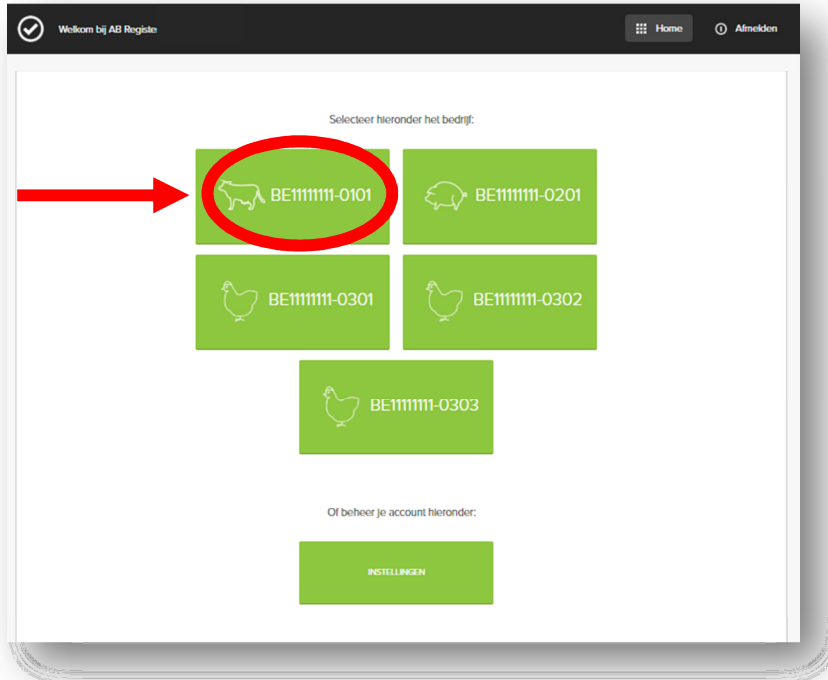 Welkom bij AB Registe
Home
Afmelden
Selecteer hieronder het bedrijf:
BE11111111-0101
BE11111111-0201
BE11111111-0301
BE11111111-0302
BE11111111-0303
Of beheer je account hieronder:
INSTELLINGEN